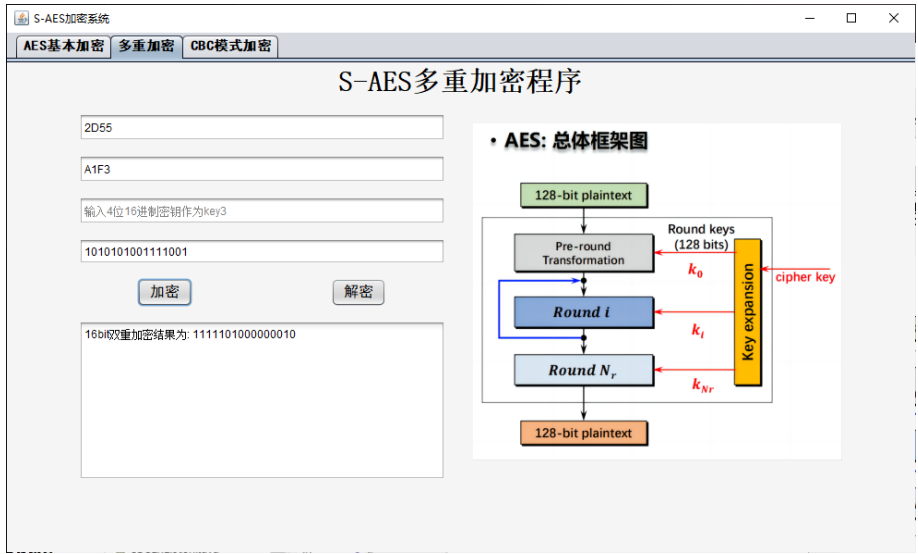 S-AES加密系统
AES基本加密 多重加密 CBC模式加密
S-AES多重加密程序
2D55
A1F3
输入4位16进制密钥作为key3
1010101001111001
加密 解密
16bit双重加密结果为: 1111101000000010
• AES: 总体框架图
128-bit plaintext
Pre-round
Transformation
Round keys
(128 bits)
k0
cipher key
Key expansion
Round i
ki
Round Nr
kNr
128-bit plaintext